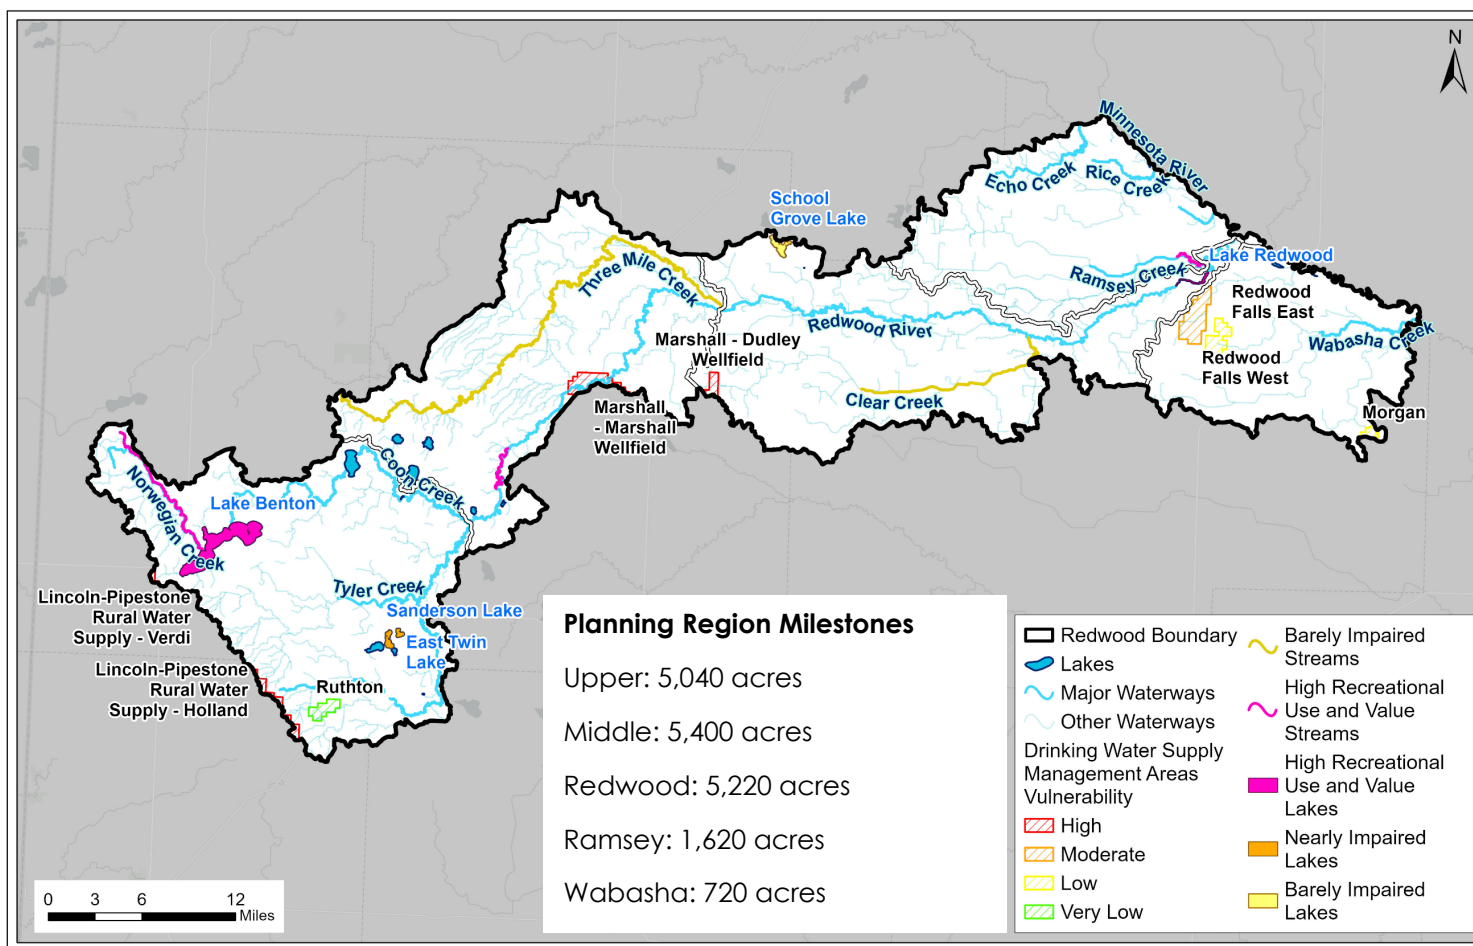 N
Minnesota River
Echo Creek
Rice Creek
School
Grove Lake
Three Mile Creek
Ramsey Creek
Lake Redwood
Redwood
Falls East
Redwood River
Wabasha Creek
Marshall - Dudley
Wellfield
Redwood
Falls West
Clear Creek
Marshall
- Marshall
Wellfield
Morgan
Coon Creek
Norwegian Creek
Lake Benton
Tyler Creek
Lincoln-Pipestone
Rural Water
Supply - Verdi
Sanderson Lake
East Twin
Lake
Lincoln-Pipestone
Rural Water
Supply - Holland
Ruthton
Planning Region Milestones
Upper: 5,040 acres
Middle: 5,400 acres
Redwood: 5,220 acres
Ramsey: 1,620 acres
Wabasha: 720 acres
Redwood Boundary
Lakes
Major Waterways
Other Waterways
Drinking Water Supply
Management Areas
Vulnerability
High
Moderate
Low
Very Low
Barely Impaired
Streams
High Recreational
Use and Value
Streams
High Recreational
Use and Value
Lakes
Nearly Impaired
Lakes
Barely Impaired
Lakes
0 3 6 12
Miles